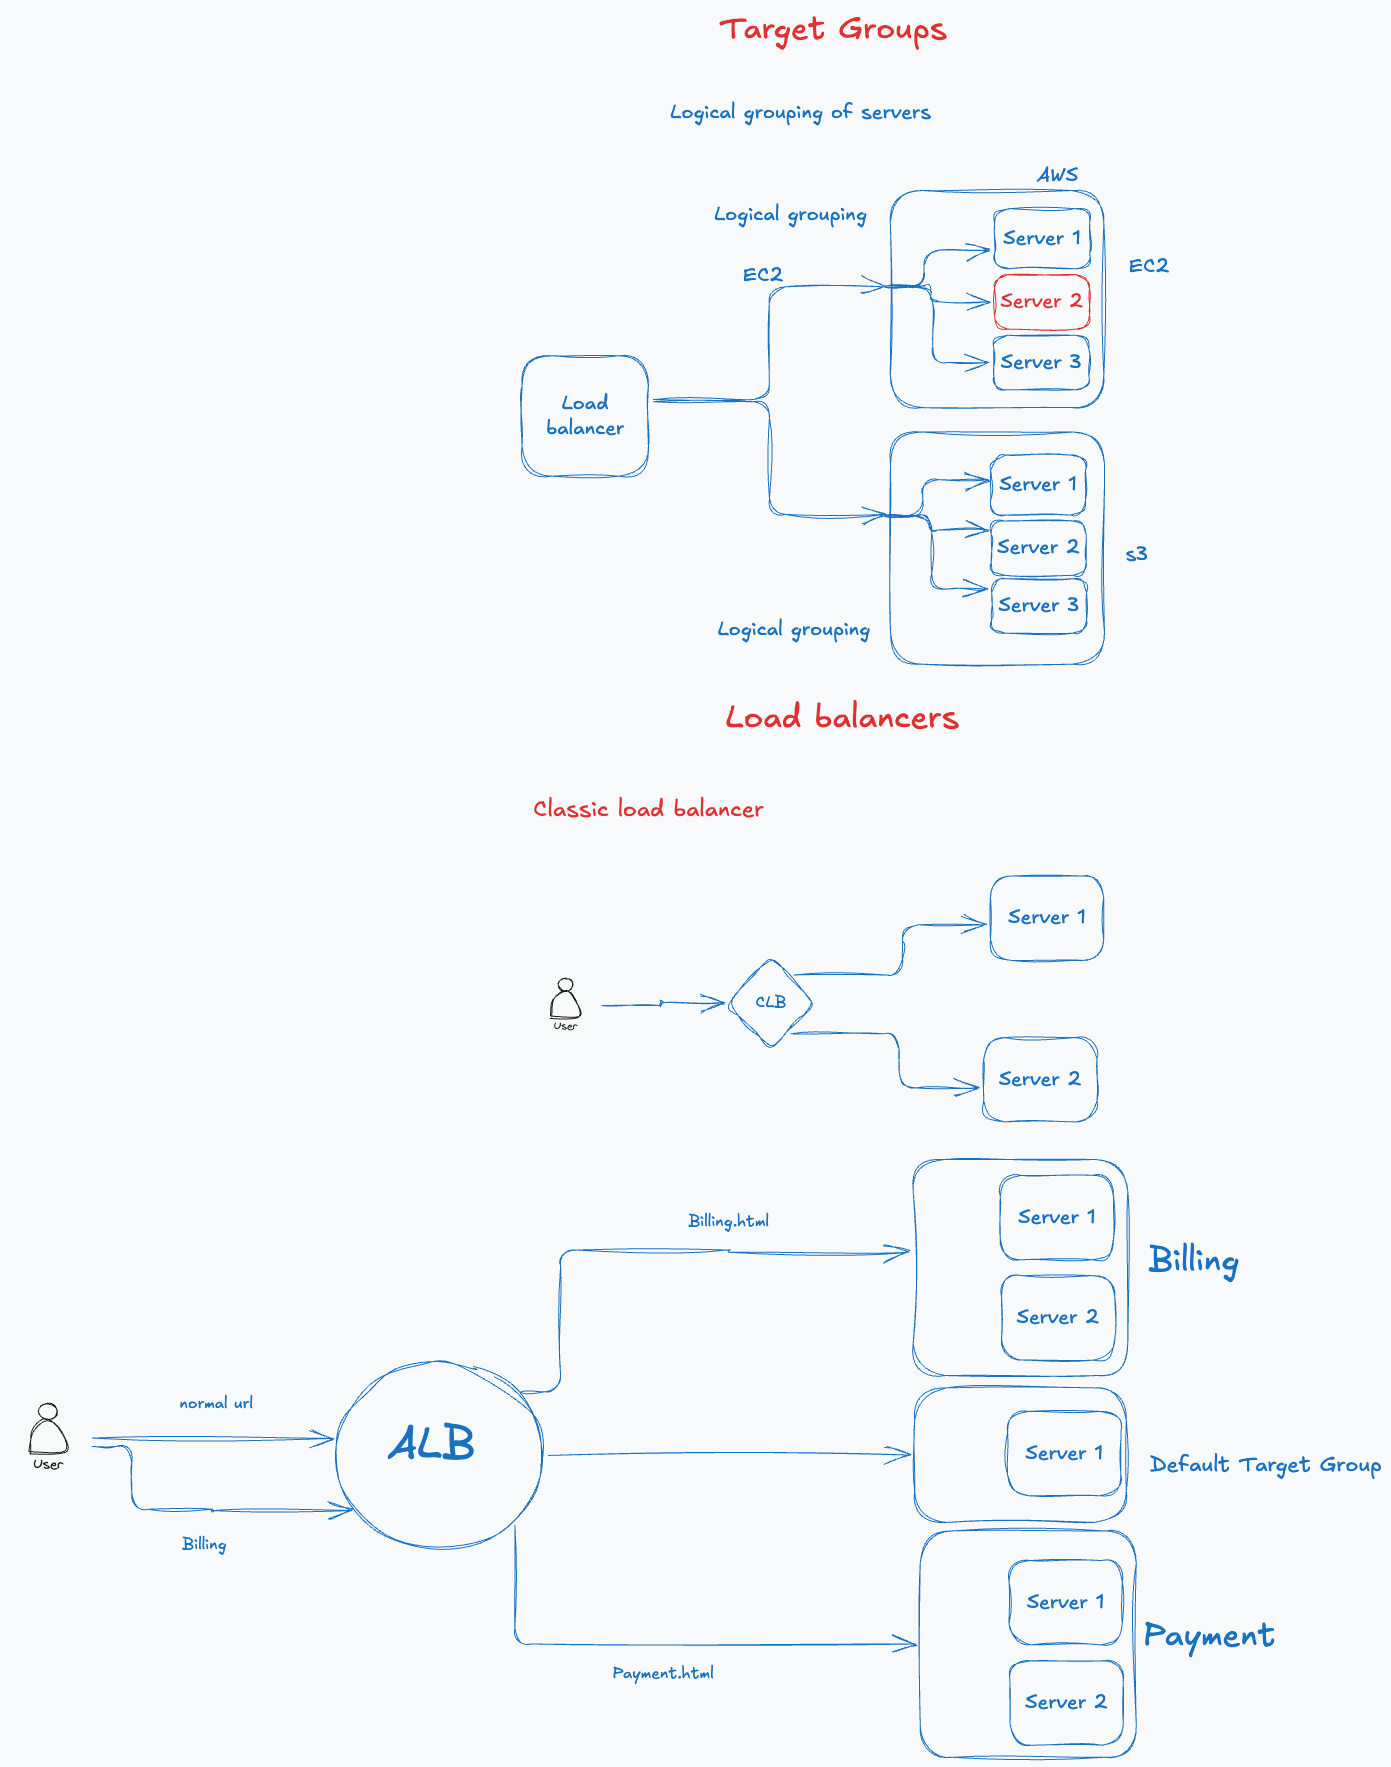 Target Groups
Logical grouping of servers
AWS
Logical grouping
EC2
Server 1
Server 2
Server 3
EC2
Load
balancer
Server 1
Server 2
Server 3
s3
Logical grouping
Load balancers
Classic load balancer
User
CLB
Server 1
Server 2
Billing.html
Server 1
Server 2
Billing
normal url
User
Billing
ALB
Server 1
Default Target Group
Payment.html
Server 1
Server 2
Payment